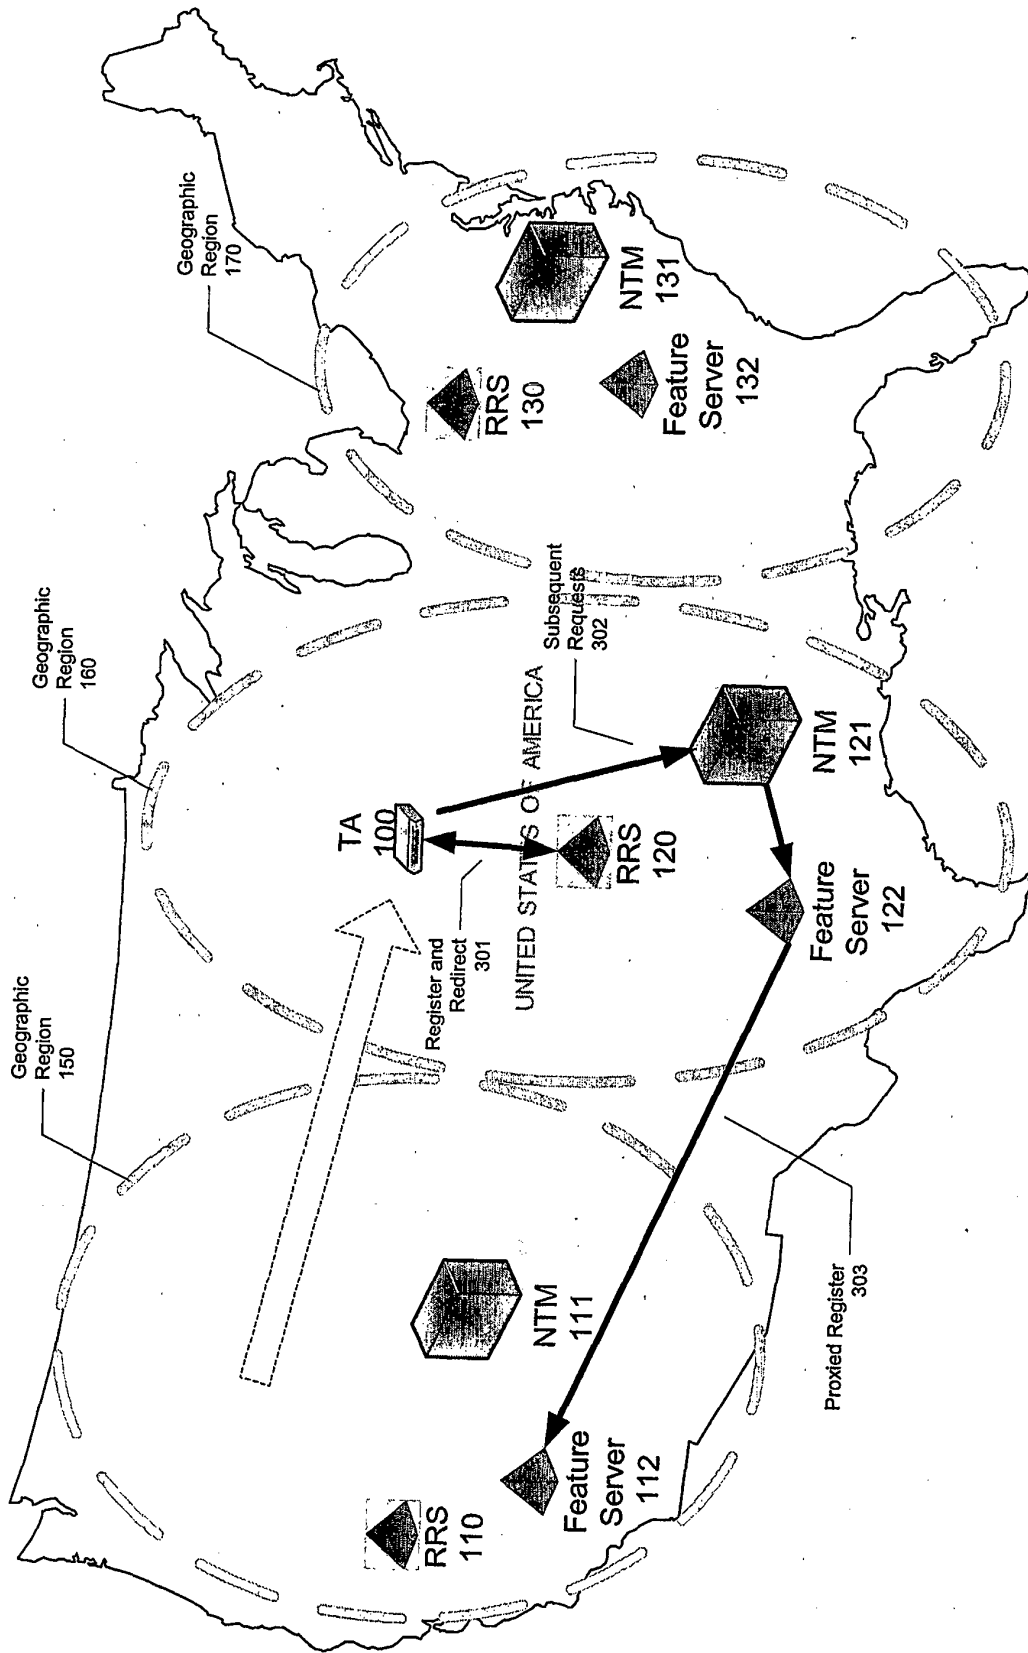 Geographic
Region
150
Geographic
Region
160
Geographic
Region
170
TA
100
Register and
Redirect
301
UNITED STATES OF AMERICA
Subsequent
Requests
302
RRS
110
Feature
Server
112
NTM
111
RRS
120
NTM
121
Feature
Server
122
RRS
130
NTM
131
Feature
Server
132
Proxied Register
303